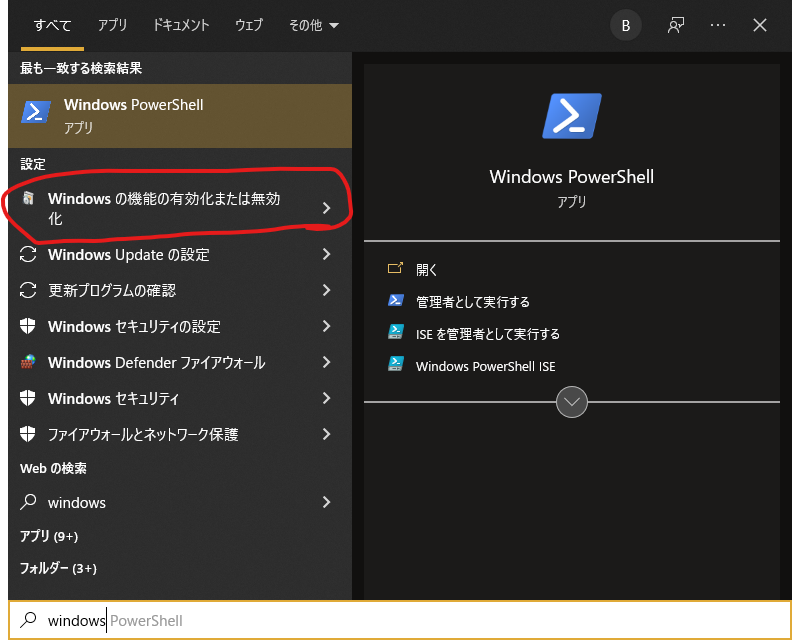 すべて アプリ ドキュメント ウェブ その他 B
最も一致する検索結果
Windows PowerShell
アプリ
設定
Windows の機能の有効化または無効
化
Windows Update の設定
更新プログラムの確認
Windows セキュリティの設定
Windows Defender ファイアウォール
Windows セキュリティ
ファイアウォールとネットワーク保護
Web の検索
windows
アプリ (9+)
フォルダー (3+)
Windows PowerShell
アプリ
開く
管理者として実行する
ISE を管理者として実行する
Windows PowerShell ISE
windows PowerShell